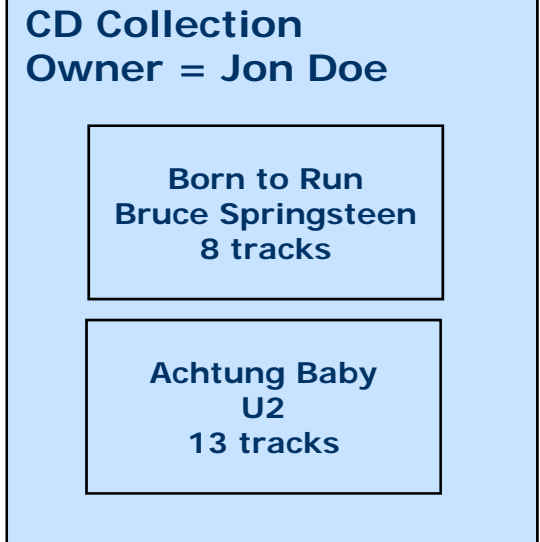 CD Collection
Owner = Jon Doe
Born to Run
Bruce Springsteen
8 tracks
Achtung Baby
U2
13 tracks